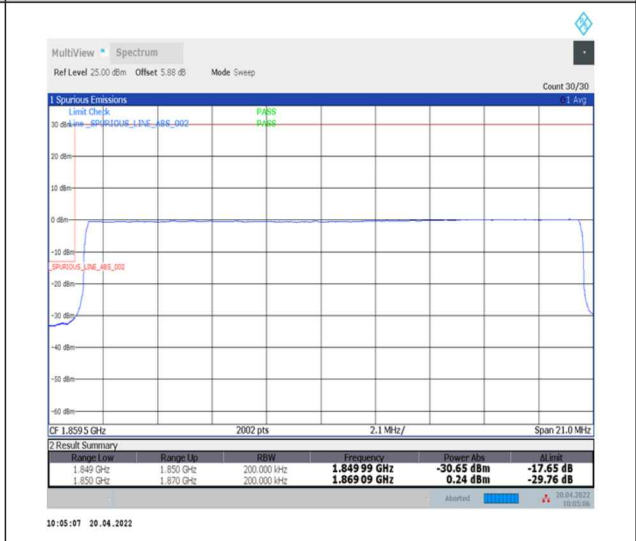 MultiView Spectrum
Ref Level 25.00 dBm Offset 5.88 dB Mode Sweep
Count 30/30
1 Spurious Emissions 1 Avg
Limit Check PASS
30 dBm Line _SPURIOUS_LINE_ABS_002 PASS
20 dBm
10 dBm
0 dBm
-10 dBm
_SPURIOUS_LINE_ABS_002
-20 dBm
-30 dBm
-40 dBm
-50 dBm
-60 dBm
CF 1.8595 GHz 2002 pts 2.1 MHz/ Span 21.0 MHz
2 Result Summary
Range Low Range Up RBW Frequency Power Abs ΔLimit
1.849 GHz 1.850 GHz 200.000 kHz 1.849 99 GHz -30.65 dBm -17.65 dB
1.850 GHz 1.870 GHz 200.000 kHz 1.869 09 GHz 0.24 dBm -29.76 dB
Aborted 20.04.2022
10:05:06
10:05:07 20.04.2022